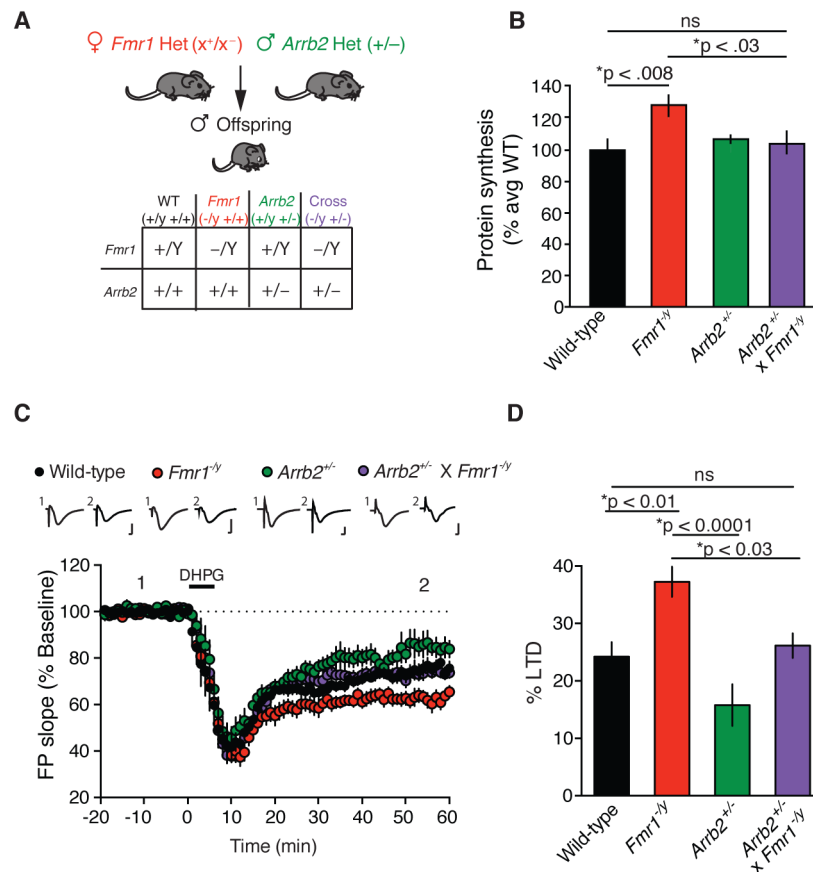 A
♀ Fmr1 Het (x⁺/x⁻) ♂ Arrb2 Het (+/–)
♂ Offspring
WT Fmr1 Arrb2 Cross
(+/y +/+) (-/y +/+) (+/y +/-) (-/y +/-)
Fmr1 +/Y –/Y +/Y –/Y
Arrb2 +/+ +/+ +/– +/–
B
ns
*p < .03
*p < .008
Protein synthesis
(% avg WT)
140
120
100
80
60
40
20
0
Wild-type
Fmr1⁻/ʸ
Arrb2⁺/⁻
Arrb2⁺/⁻
x Fmr1⁻/ʸ
C
Wild-type Fmr1⁻/ʸ Arrb2⁺/⁻ Arrb2⁺/⁻ X Fmr1⁻/ʸ
1 2 1 2 1 2 1 2
FP slope (% Baseline)
120
100
80
60
40
20
1
DHPG
2
-20 -10 0 10 20 30 40 50 60
Time (min)
D
ns
*p < 0.01
*p < 0.0001
*p < 0.03
% LTD
40
30
20
10
0
Wild-type
Fmr1⁻/ʸ
Arrb2⁺/⁻
Arrb2⁺/⁻
x Fmr1⁻/ʸ